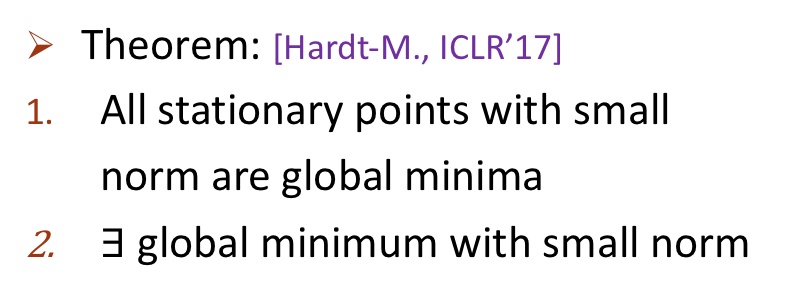 ➢ Theorem: [Hardt-M., ICLR’17]
1. All stationary points with small
norm are global minima
2. ∃ global minimum with small norm